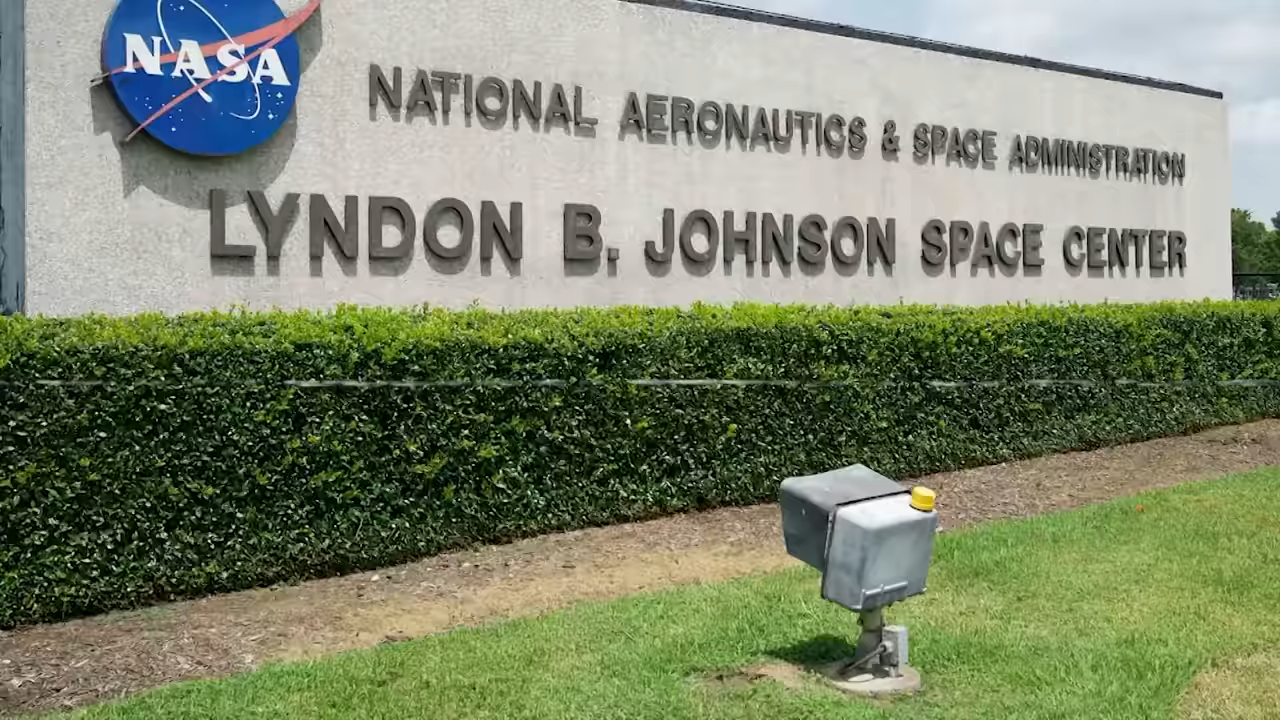 NASA
NATIONAL AERONAUTICS & SPACE ADMINISTRATION
LYNDON B. JOHNSON SPACE CENTER